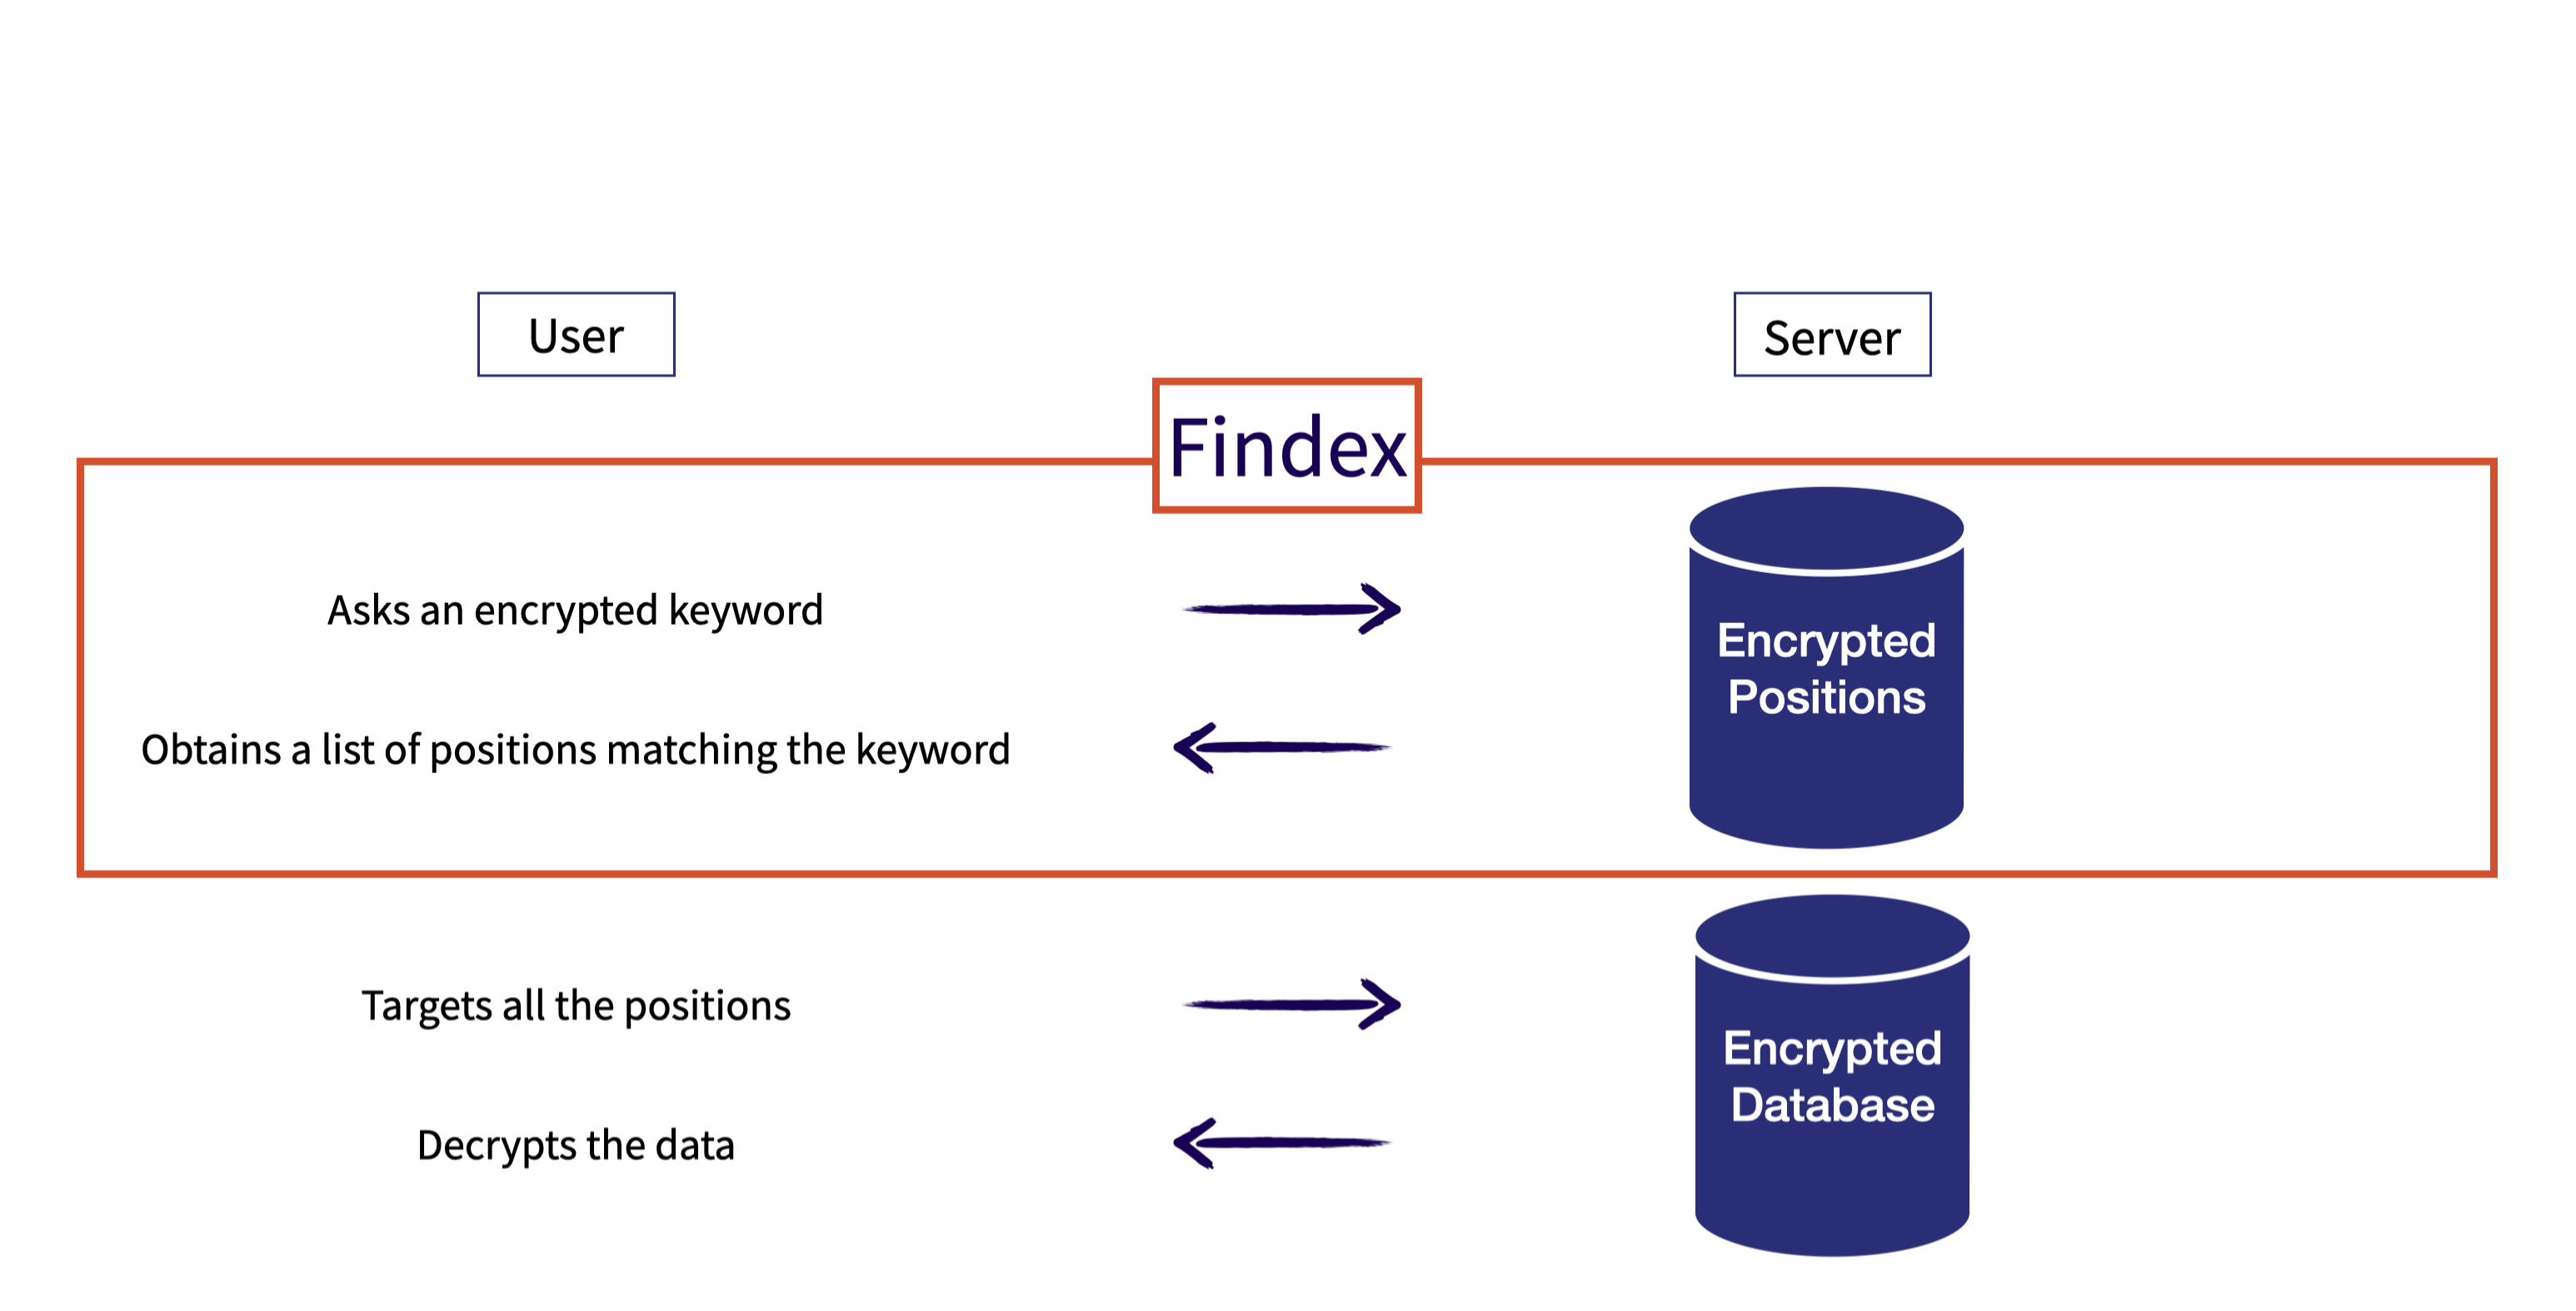 User
Server
Findex
Asks an encrypted keyword
Encrypted
Positions
Obtains a list of positions matching the keyword
Targets all the positions
Encrypted
Database
Decrypts the data